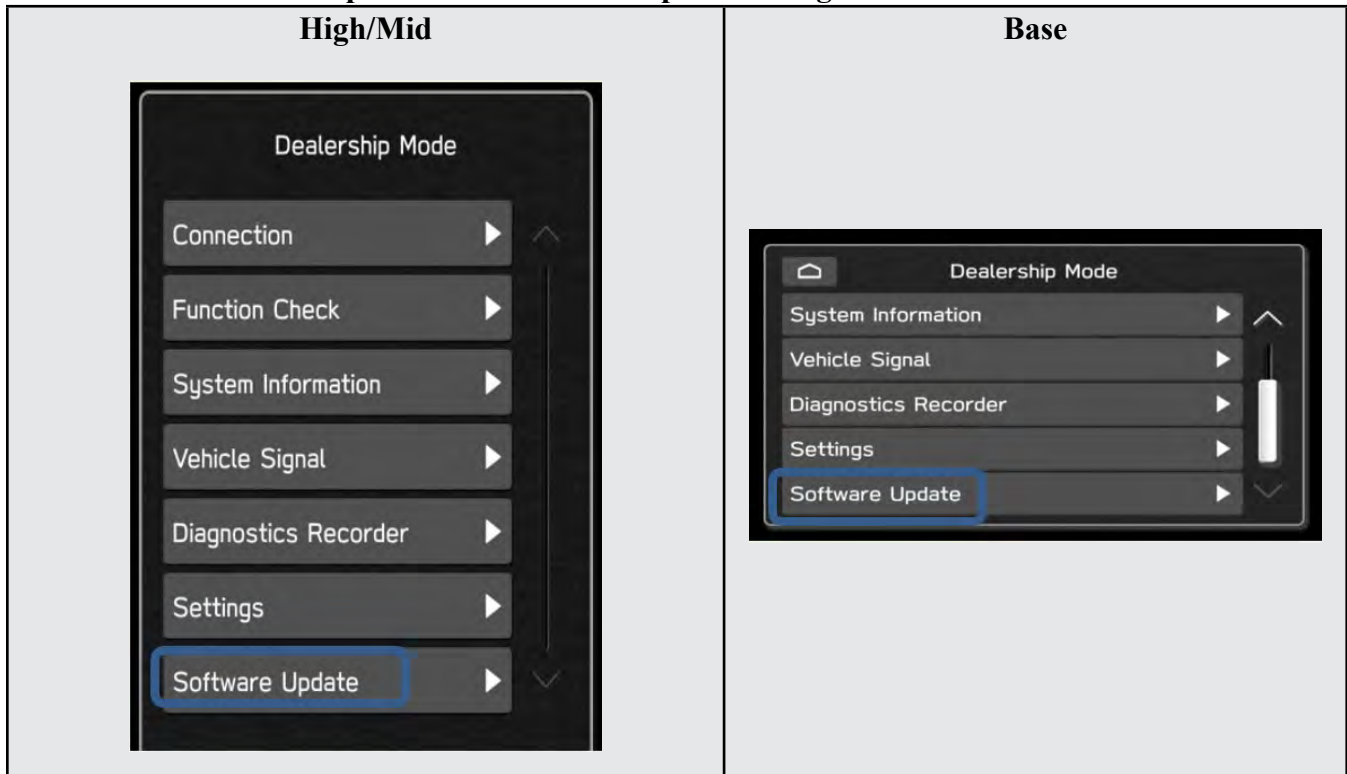 High/Mid
Base
Dealership Mode
Connection
Function Check
System Information
Vehicle Signal
Diagnostics Recorder
Settings
Software Update
Dealership Mode
System Information
Vehicle Signal
Diagnostics Recorder
Settings
Software Update